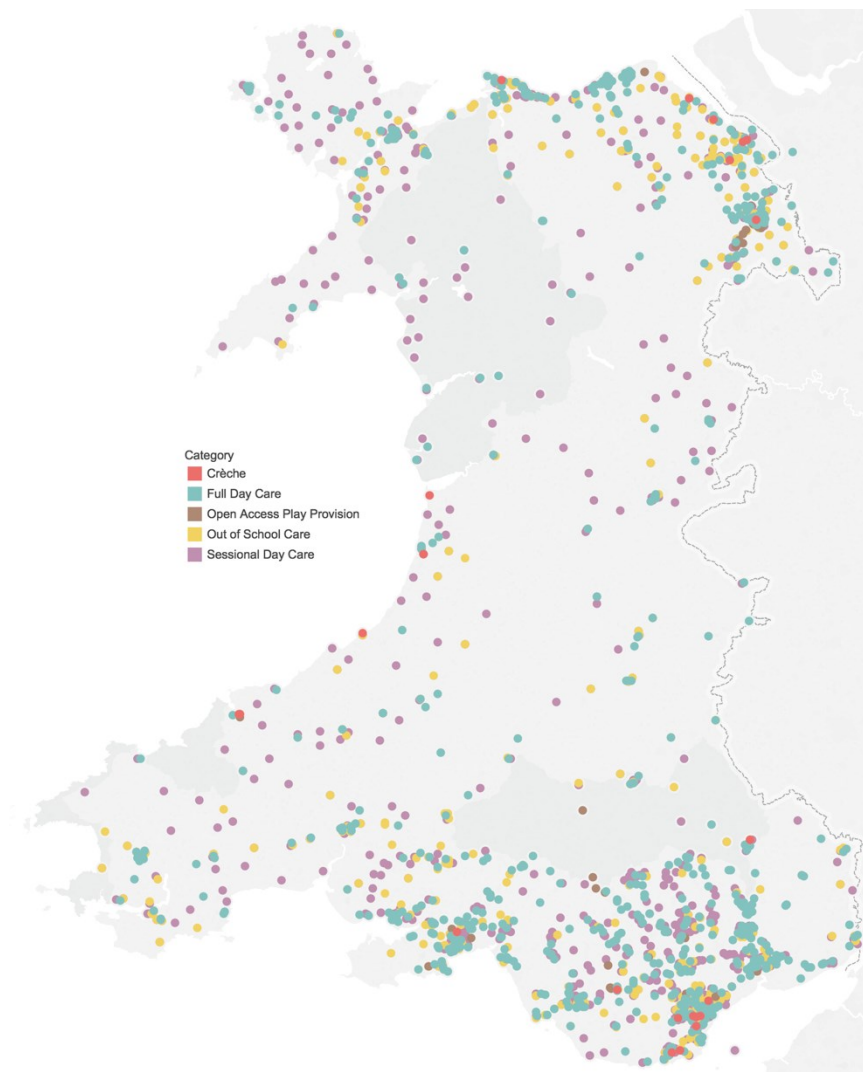 Category
Crèche
Full Day Care
Open Access Play Provision
Out of School Care
Sessional Day Care